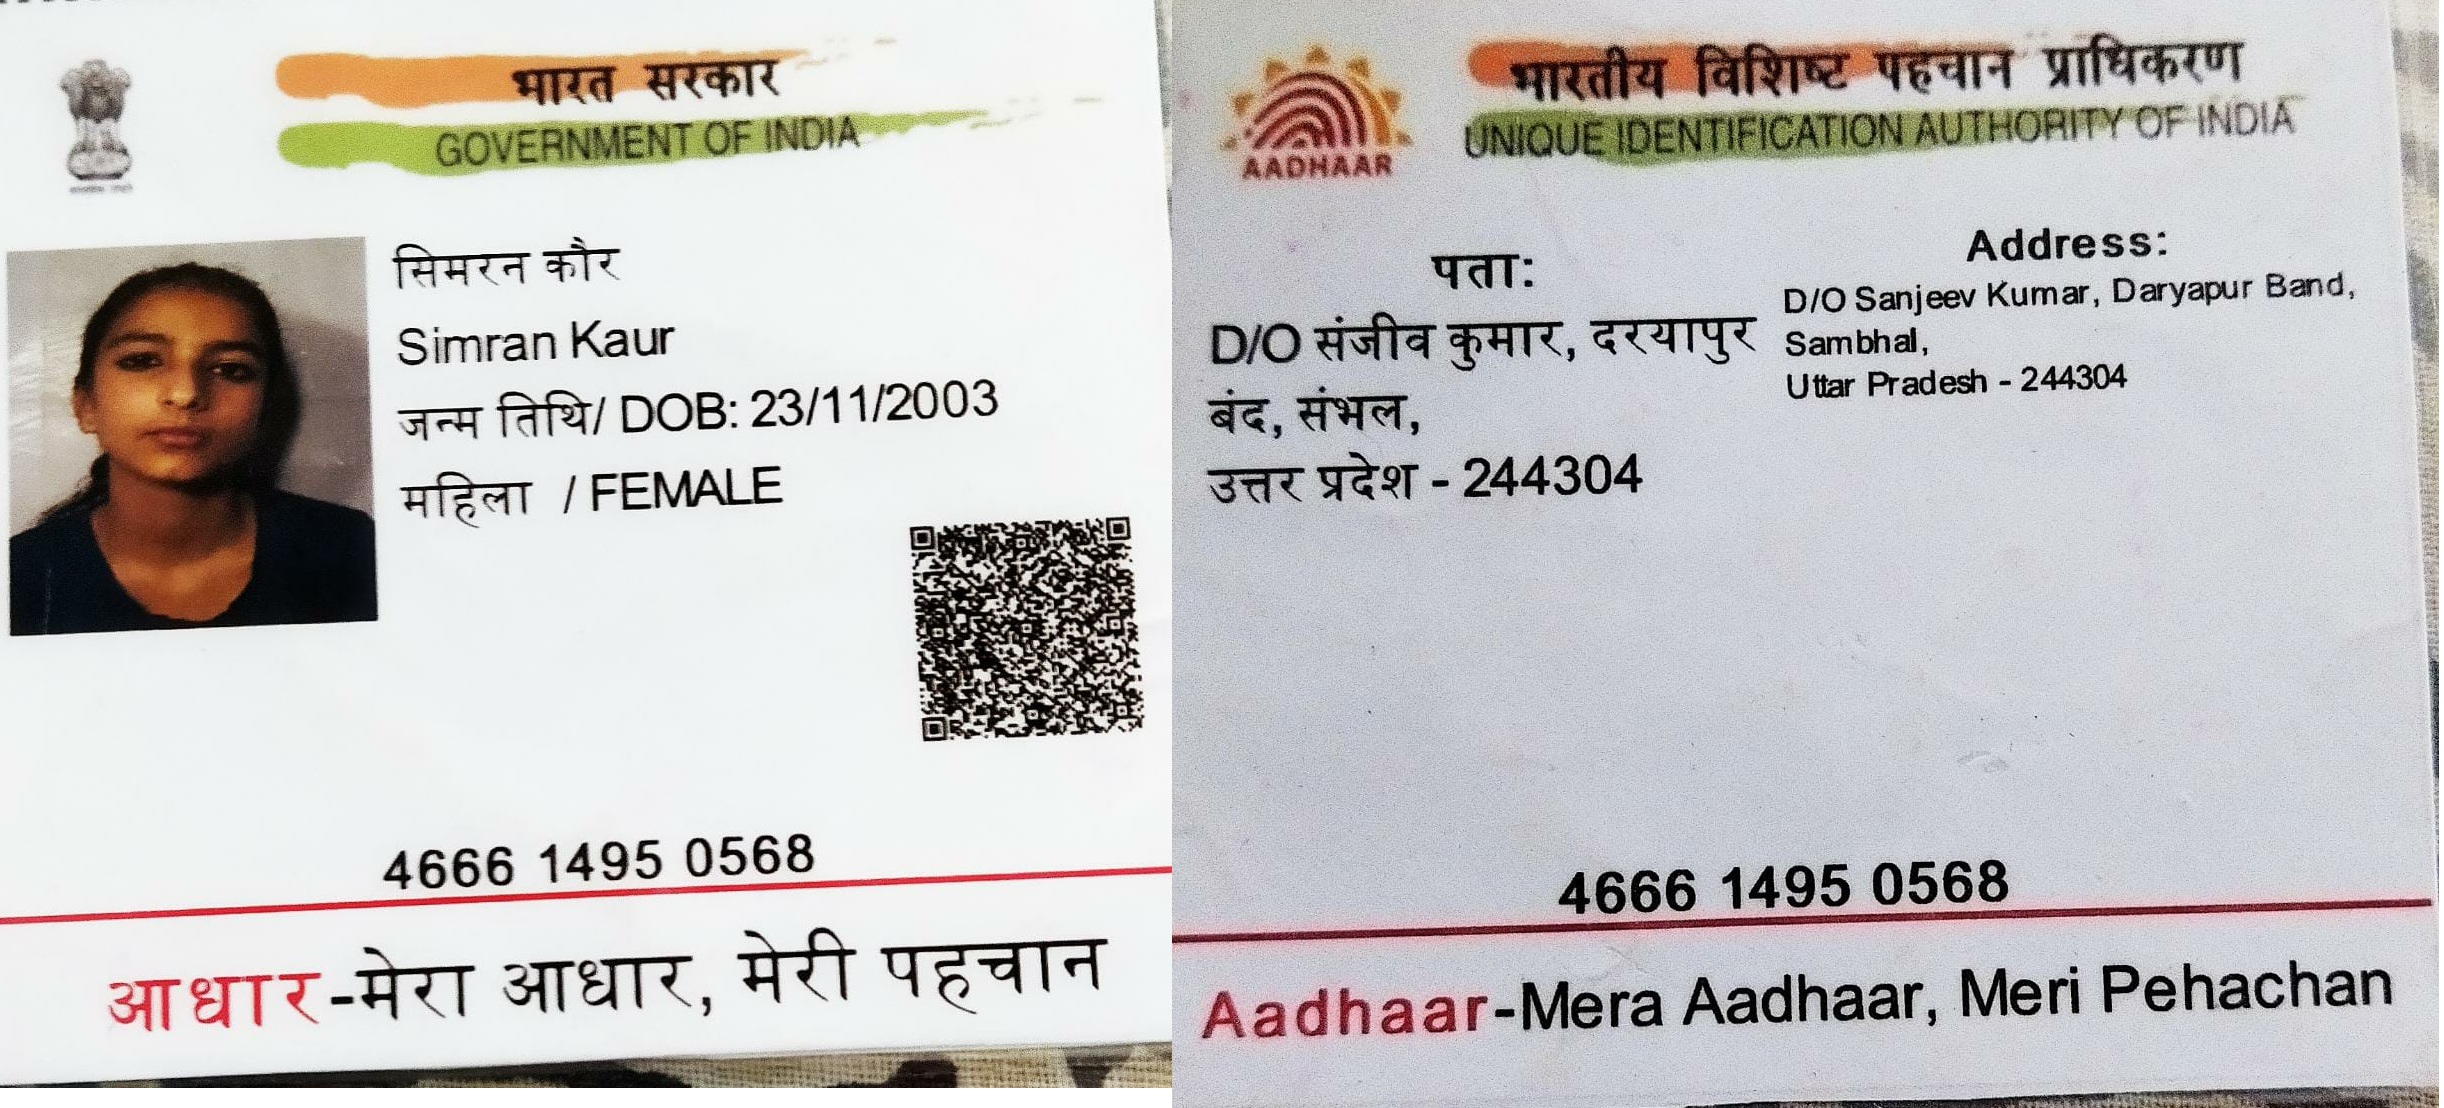 भारत सरकार
GOVERNMENT OF INDIA
सिमरन कौर
Simran Kaur
जन्म तिथि/ DOB: 23/11/2003
महिला / FEMALE
4666 1495 0568
आधार-मेरा आधार, मेरी पहचान
भारतीय विशिष्ट पहचान प्राधिकरण
UNIQUE IDENTIFICATION AUTHORITY OF INDIA
AADHAAR
पता:
D/O संजीव कुमार, दरयापुर
बंद, संभल,
उत्तर प्रदेश - 244304
Address:
D/O Sanjeev Kumar, Daryapur Band,
Sambhal,
Uttar Pradesh - 244304
4666 1495 0568
Aadhaar-Mera Aadhaar, Meri Pehachan